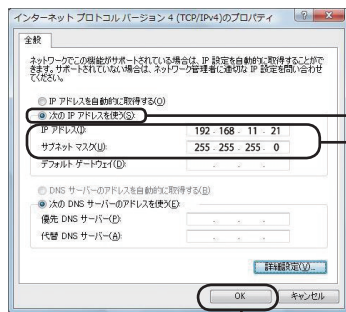 インターネット プロトコル バージョン 4 (TCP/IPv4)のプロパティ
全般
ネットワークでこの機能がサポートされている場合は、IP 設定を自動的に取得することがで
きます。サポートされていない場合は、ネットワーク管理者に適切な IP 設定を問い合わせ
てください。
IP アドレスを自動的に取得する(O)
次の IP アドレスを使う(S):
IP アドレス(I): 192 . 168 . 11 . 21
サブネット マスク(U): 255 . 255 . 255 . 0
デフォルト ゲートウェイ(D):
DNS サーバーのアドレスを自動的に取得する(B)
次の DNS サーバーのアドレスを使う(E):
優先 DNS サーバー(P):
代替 DNS サーバー(A):
詳細設定(V)...
OK キャンセル